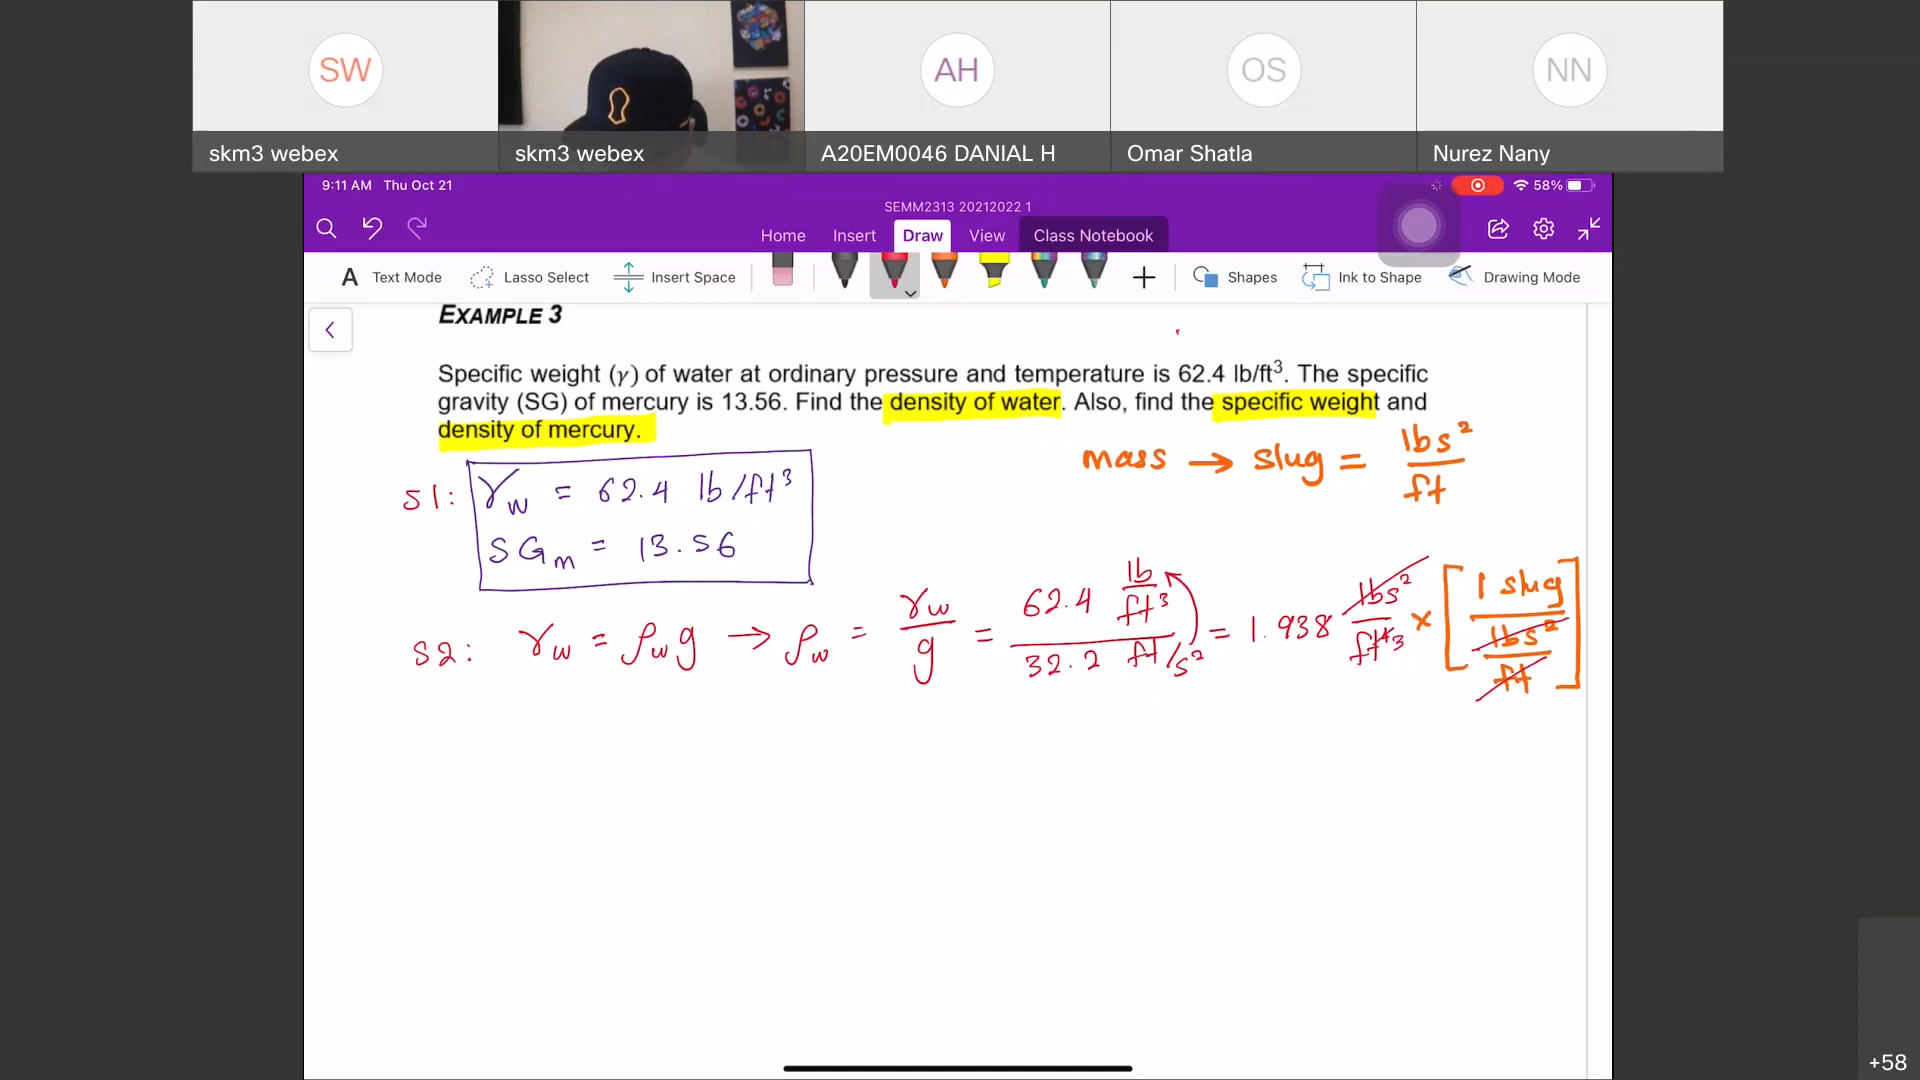 SW
AH
OS
NN
skm3 webex
skm3 webex
A20EM0046 DANIAL H
Omar Shatla
Nurez Nany
9:11 AM Thu Oct 21
58%
SEMM2313 20212022 1
Home Insert Draw View Class Notebook
A Text Mode Lasso Select Insert Space Shapes Ink to Shape Drawing Mode
EXAMPLE 3
Specific weight (γ) of water at ordinary pressure and temperature is 62.4 lb/ft³. The specific
gravity (SG) of mercury is 13.56. Find the density of water. Also, find the specific weight and
density of mercury.
mass → slug = lbs²/ft
S1: γw = 62.4 lb/ft³
SGm = 13.56
S2: γw = ρw g → ρw = γw/g = 62.4 lb/ft³ / 32.2 ft/s² = 1.938 lbs²/ft⁴³ × [1 slug / lbs²/ft]
+58